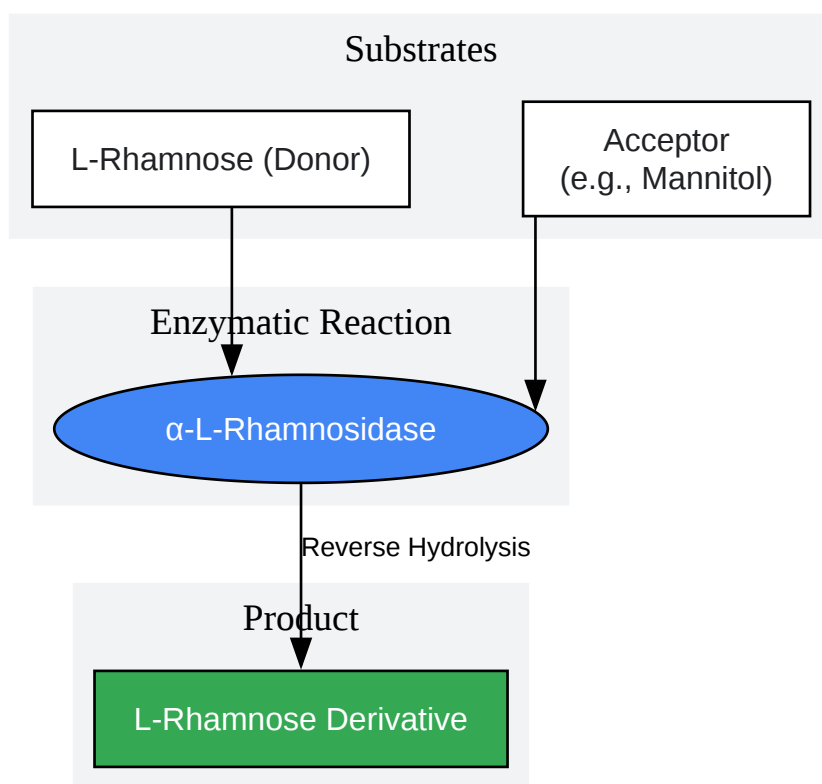 Substrates
L-Rhamnose (Donor)
Acceptor
(e.g., Mannitol)
Enzymatic Reaction
α-L-Rhamnosidase
Reverse Hydrolysis
Product
L-Rhamnose Derivative